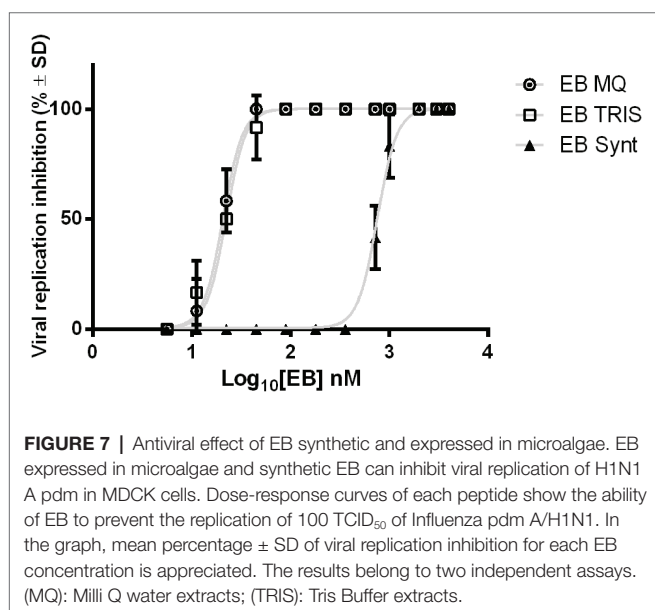 Viral replication inhibition (% ± SD)
100
50
0
0
1
2
3
4
Log10[EB] nM
EB MQ
EB TRIS
EB Synt
FIGURE 7 | Antiviral effect of EB synthetic and expressed in microalgae. EB
expressed in microalgae and synthetic EB can inhibit viral replication of H1N1
A pdm in MDCK cells. Dose-response curves of each peptide show the ability
of EB to prevent the replication of 100 TCID50 of Influenza pdm A/H1N1. In
the graph, mean percentage ± SD of viral replication inhibition for each EB
concentration is appreciated. The results belong to two independent assays.
(MQ): Milli Q water extracts; (TRIS): Tris Buffer extracts.